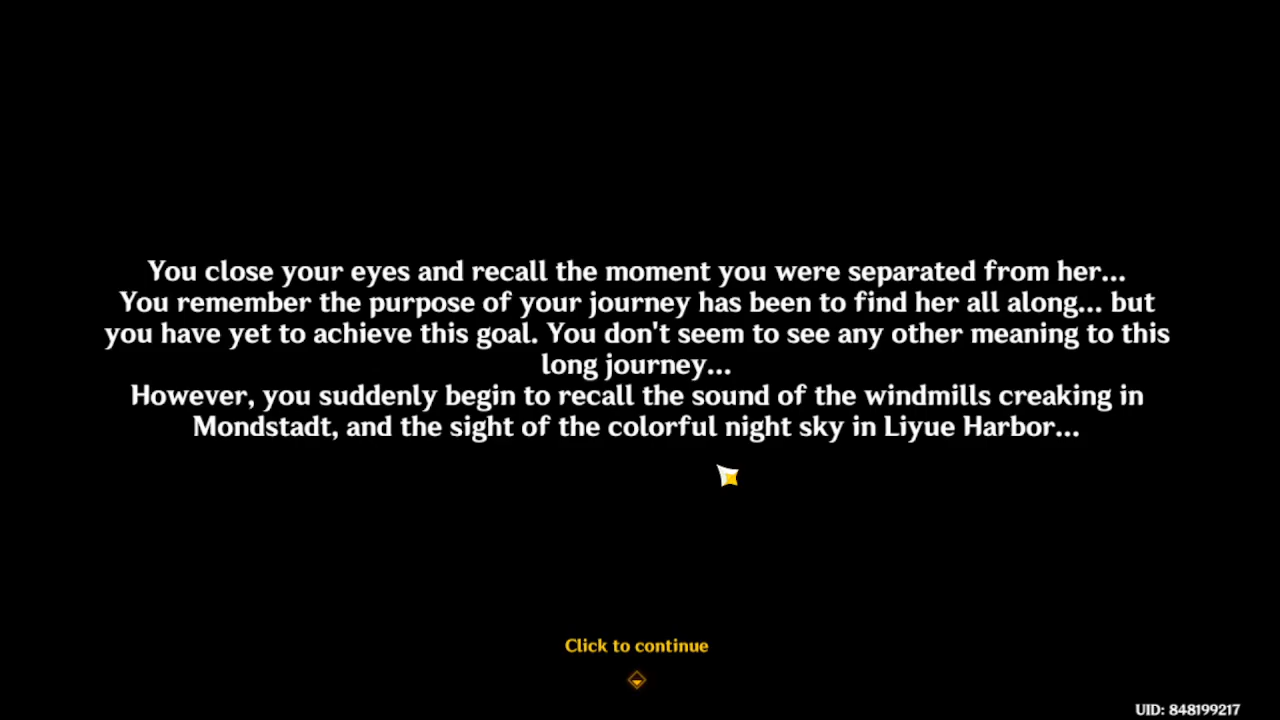 You close your eyes and recall the moment you were separated from her...
You remember the purpose of your journey has been to find her all along... but
you have yet to achieve this goal. You don't seem to see any other meaning to this
long journey...
However, you suddenly begin to recall the sound of the windmills creaking in
Mondstadt, and the sight of the colorful night sky in Liyue Harbor...
Click to continue
UID: 848199217